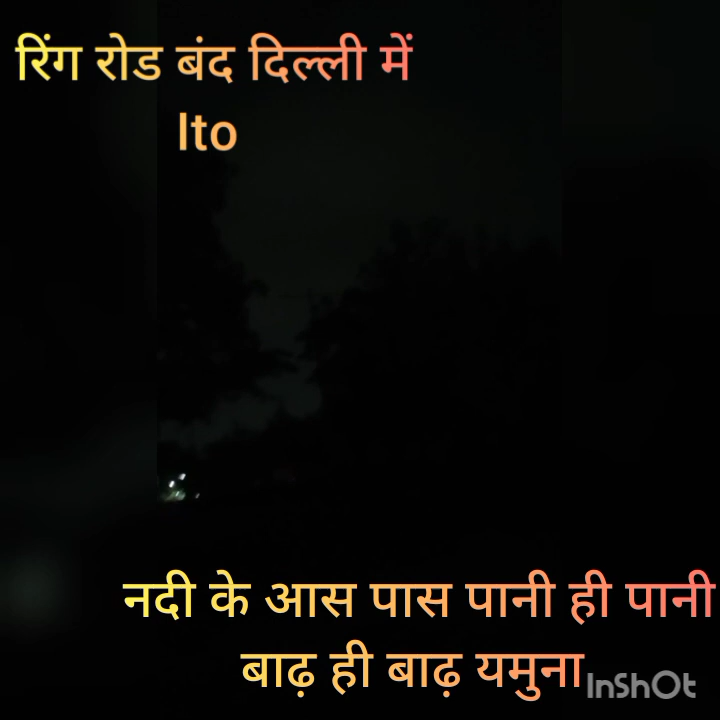 रिंग रोड बंद दिल्ली में
Ito
नदी के आस पास पानी ही पानी
बाढ़ ही बाढ़ यमुना
InShOt